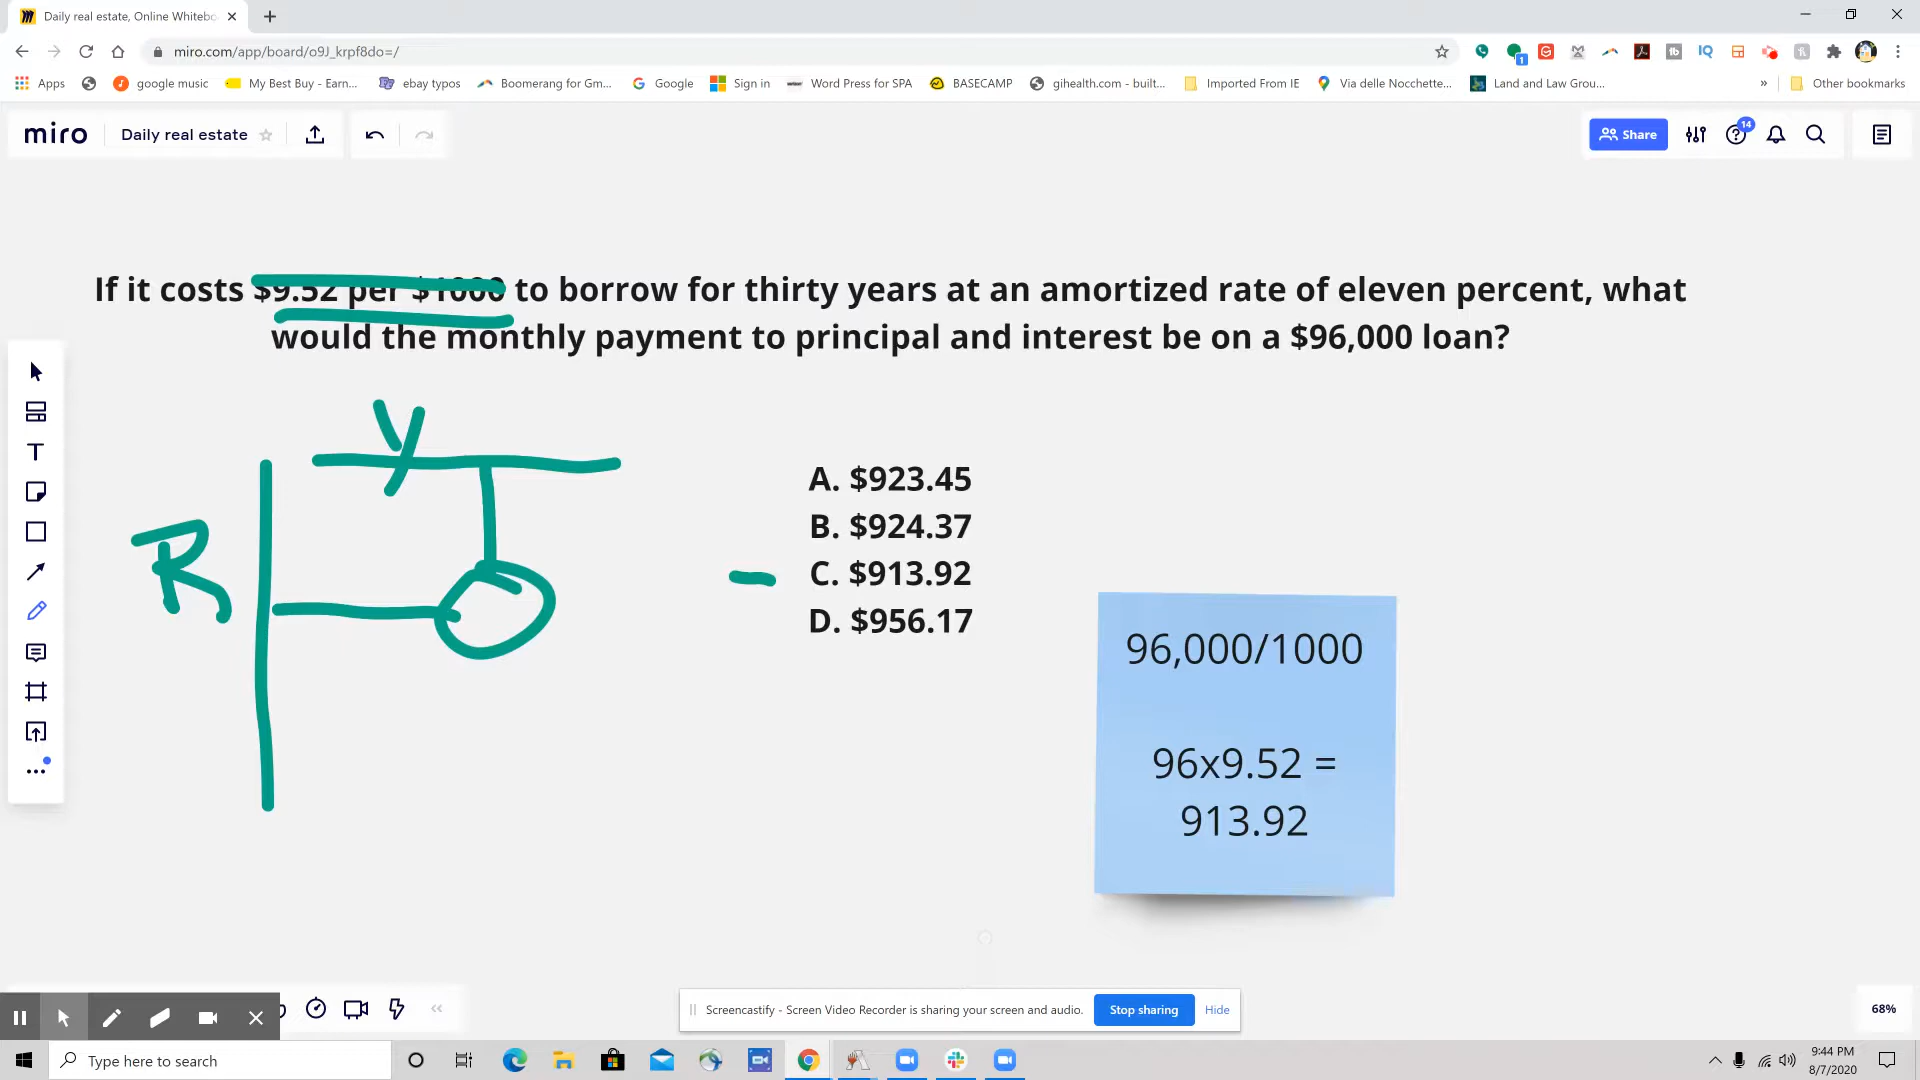 Daily real estate, Online Whitebo
miro.com/app/board/o9J_krpf8do=/
Apps google music My Best Buy - Earn... ebay typos Boomerang for Gm... Google Sign in Word Press for SPA BASECAMP gihealth.com - built... Imported From IE Via delle Nocchette... Land and Law Grou... » Other bookmarks
miro Daily real estate Share 14
If it costs $9.52 per $1000 to borrow for thirty years at an amortized rate of eleven percent, what
would the monthly payment to principal and interest be on a $96,000 loan?
y
R
A. $923.45
B. $924.37
C. $913.92
D. $956.17
96,000/1000
96x9.52 =
913.92
Screencastify - Screen Video Recorder is sharing your screen and audio. Stop sharing Hide
68%
Type here to search
9:44 PM
8/7/2020